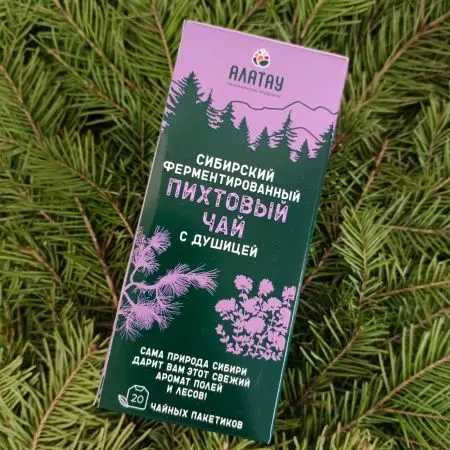 АЛАТАУ
СИБИРСКИЙ
ФЕРМЕНТИРОВАННЫЙ
ПИХТОВЫЙ
ЧАЙ
С ДУШИЦЕЙ
САМА ПРИРОДА СИБИРИ
ДАРИТ ВАМ ЭТОТ СВЕЖИЙ
АРОМАТ ПОЛЕЙ
И ЛЕСОВ!
20
ЧАЙНЫХ ПАКЕТИКОВ